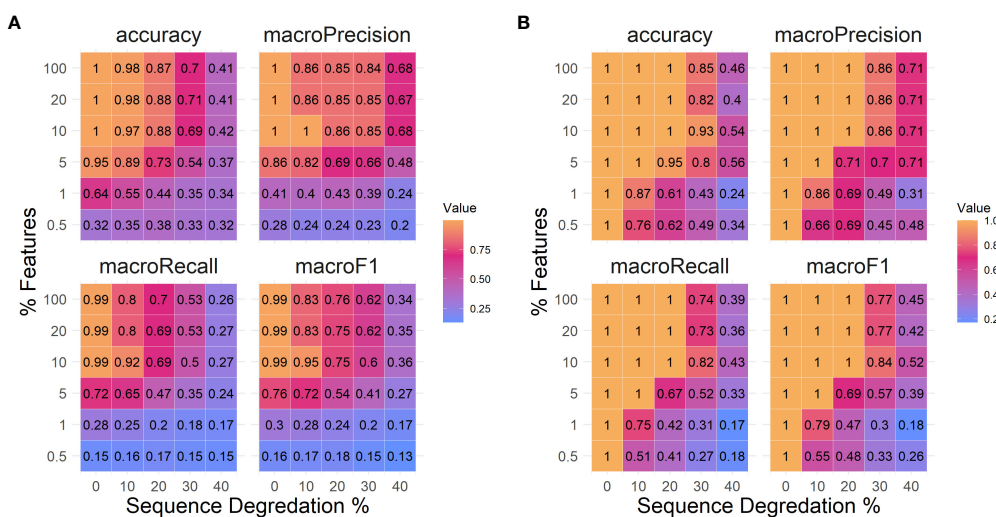 A
accuracy macroPrecision
100 1 0.98 0.87 0.7 0.41 1 0.86 0.85 0.84 0.68
20 1 0.98 0.88 0.71 0.41 1 0.86 0.85 0.85 0.67
10 1 0.97 0.88 0.69 0.42 1 1 0.86 0.85 0.68
5 0.95 0.89 0.73 0.54 0.37 0.86 0.82 0.69 0.66 0.48
1 0.64 0.55 0.44 0.35 0.34 0.41 0.4 0.43 0.39 0.24
0.5 0.32 0.35 0.38 0.33 0.32 0.28 0.24 0.24 0.23 0.2
macroRecall macroF1
100 0.99 0.8 0.7 0.53 0.26 0.99 0.83 0.76 0.62 0.34
20 0.99 0.8 0.69 0.53 0.27 0.99 0.83 0.75 0.62 0.35
10 0.99 0.92 0.69 0.5 0.27 0.99 0.95 0.75 0.6 0.36
5 0.72 0.65 0.47 0.35 0.24 0.76 0.72 0.54 0.41 0.27
1 0.28 0.25 0.2 0.18 0.17 0.3 0.28 0.24 0.2 0.17
0.5 0.15 0.16 0.17 0.15 0.15 0.16 0.17 0.18 0.15 0.13
0 10 20 30 40 0 10 20 30 40
Sequence Degredation %
% Features
Value
0.75
0.50
0.25
B
accuracy macroPrecision
100 1 1 1 0.85 0.46 1 1 1 0.86 0.71
20 1 1 1 0.82 0.4 1 1 1 0.86 0.71
10 1 1 1 0.93 0.54 1 1 1 0.86 0.71
5 1 1 0.95 0.8 0.56 1 1 0.71 0.7 0.71
1 1 0.87 0.61 0.43 0.24 1 0.86 0.69 0.49 0.31
0.5 1 0.76 0.62 0.49 0.34 1 0.66 0.69 0.45 0.48
macroRecall macroF1
100 1 1 1 0.74 0.39 1 1 1 0.77 0.45
20 1 1 1 0.73 0.36 1 1 1 0.77 0.42
10 1 1 1 0.82 0.43 1 1 1 0.84 0.52
5 1 1 0.67 0.52 0.33 1 1 0.69 0.57 0.39
1 1 0.75 0.42 0.31 0.17 1 0.79 0.47 0.3 0.18
0.5 1 0.51 0.41 0.27 0.18 1 0.55 0.48 0.33 0.26
0 10 20 30 40 0 10 20 30 40
Sequence Degredation %
% Features
Value
1.0
0.8
0.6
0.4
0.2